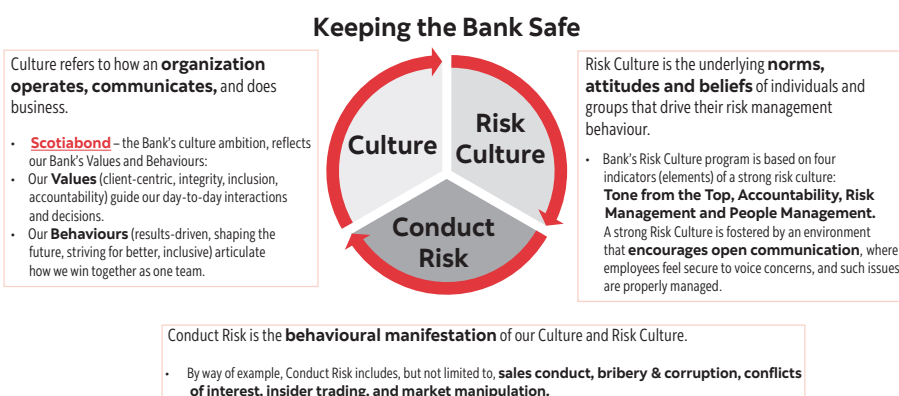 Keeping the Bank Safe
Culture refers to how an organization
operates, communicates, and does
business.
• Scotiabond – the Bank's culture ambition, reflects
our Bank's Values and Behaviours:
• Our Values (client-centric, integrity, inclusion,
accountability) guide our day-to-day interactions
and decisions.
• Our Behaviours (results-driven, shaping the
future, striving for better, inclusive) articulate
how we win together as one team.
Culture
Risk
Culture
Conduct
Risk
Risk Culture is the underlying norms,
attitudes and beliefs of individuals and
groups that drive their risk management
behaviour.
• Bank's Risk Culture program is based on four
indicators (elements) of a strong risk culture:
Tone from the Top, Accountability, Risk
Management and People Management.
A strong Risk Culture is fostered by an environment
that encourages open communication, where
employees feel secure to voice concerns, and such issues
are properly managed.
Conduct Risk is the behavioural manifestation of our Culture and Risk Culture.
• By way of example, Conduct Risk includes, but not limited to, sales conduct, bribery & corruption, conflicts
of interest, insider trading, and market manipulation.